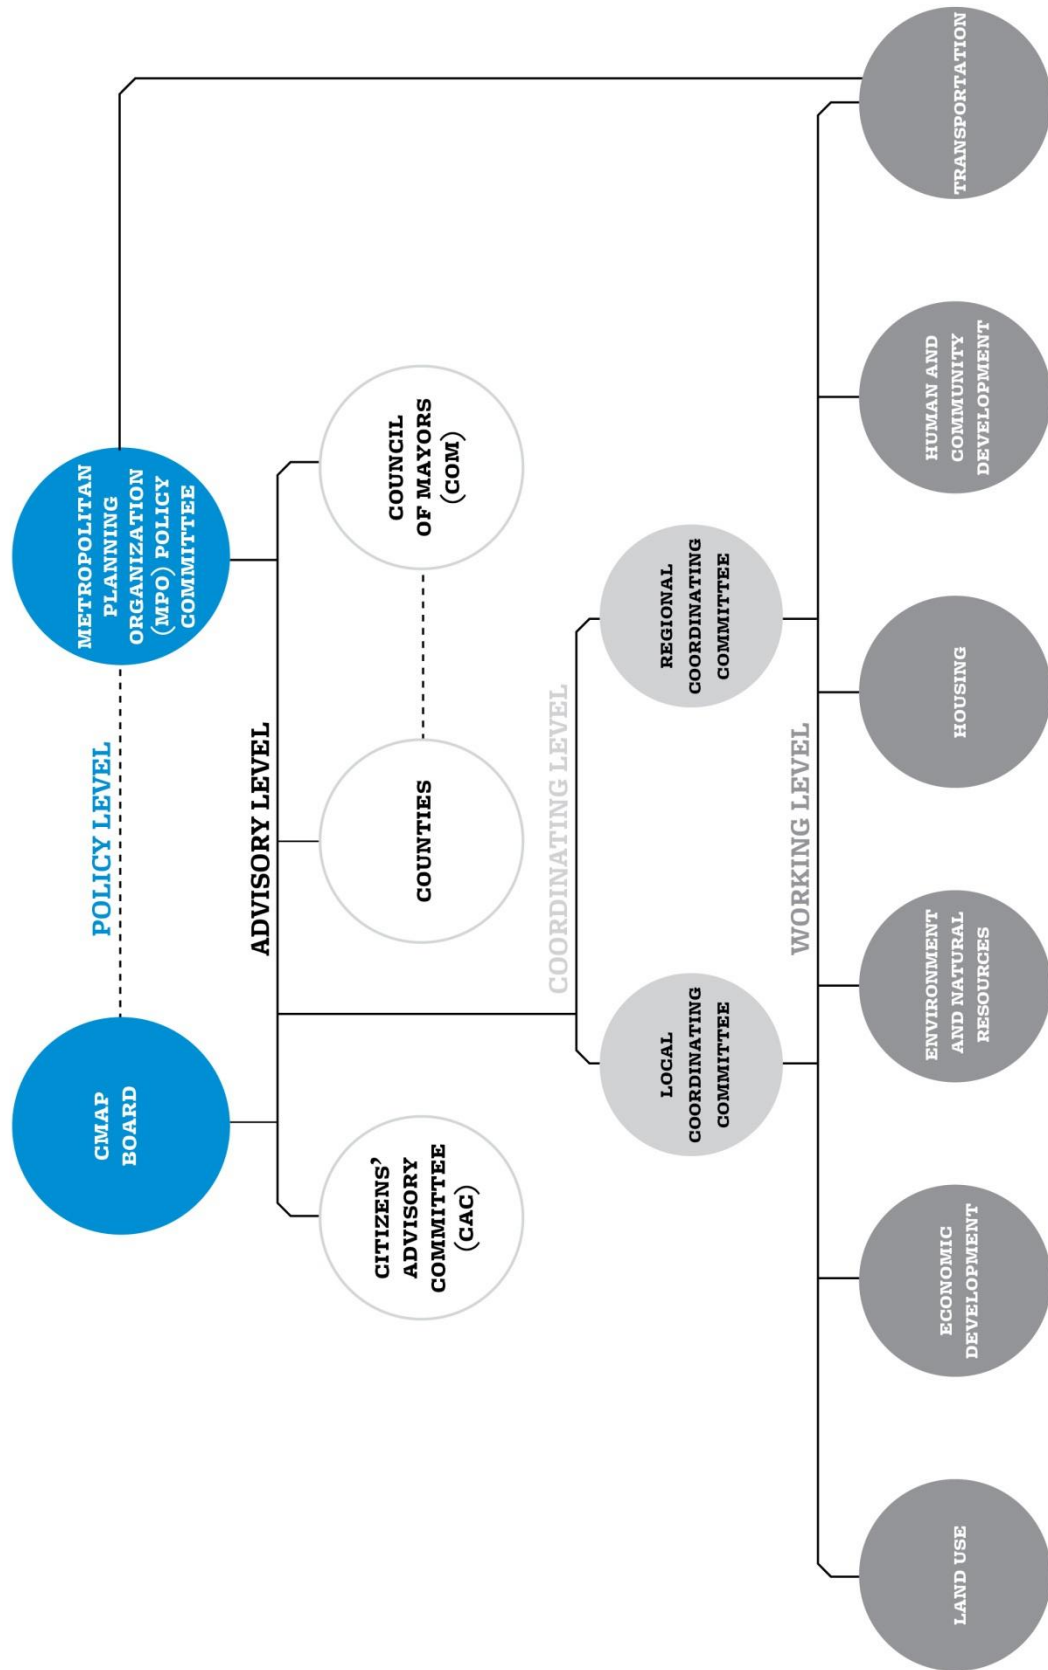 POLICY LEVEL
CMAP
BOARD
METROPOLITAN
PLANNING
ORGANIZATION
(MPO) POLICY
COMMITTEE
ADVISORY LEVEL
CITIZENS’
ADVISORY
COMMITTEE
(CAC)
COUNTIES
COUNCIL
OF MAYORS
(COM)
COORDINATING LEVEL
LOCAL
COORDINATING
COMMITTEE
REGIONAL
COORDINATING
COMMITTEE
WORKING LEVEL
LAND USE
ECONOMIC
DEVELOPMENT
ENVIRONMENT
AND NATURAL
RESOURCES
HOUSING
HUMAN AND
COMMUNITY
DEVELOPMENT
TRANSPORTATION